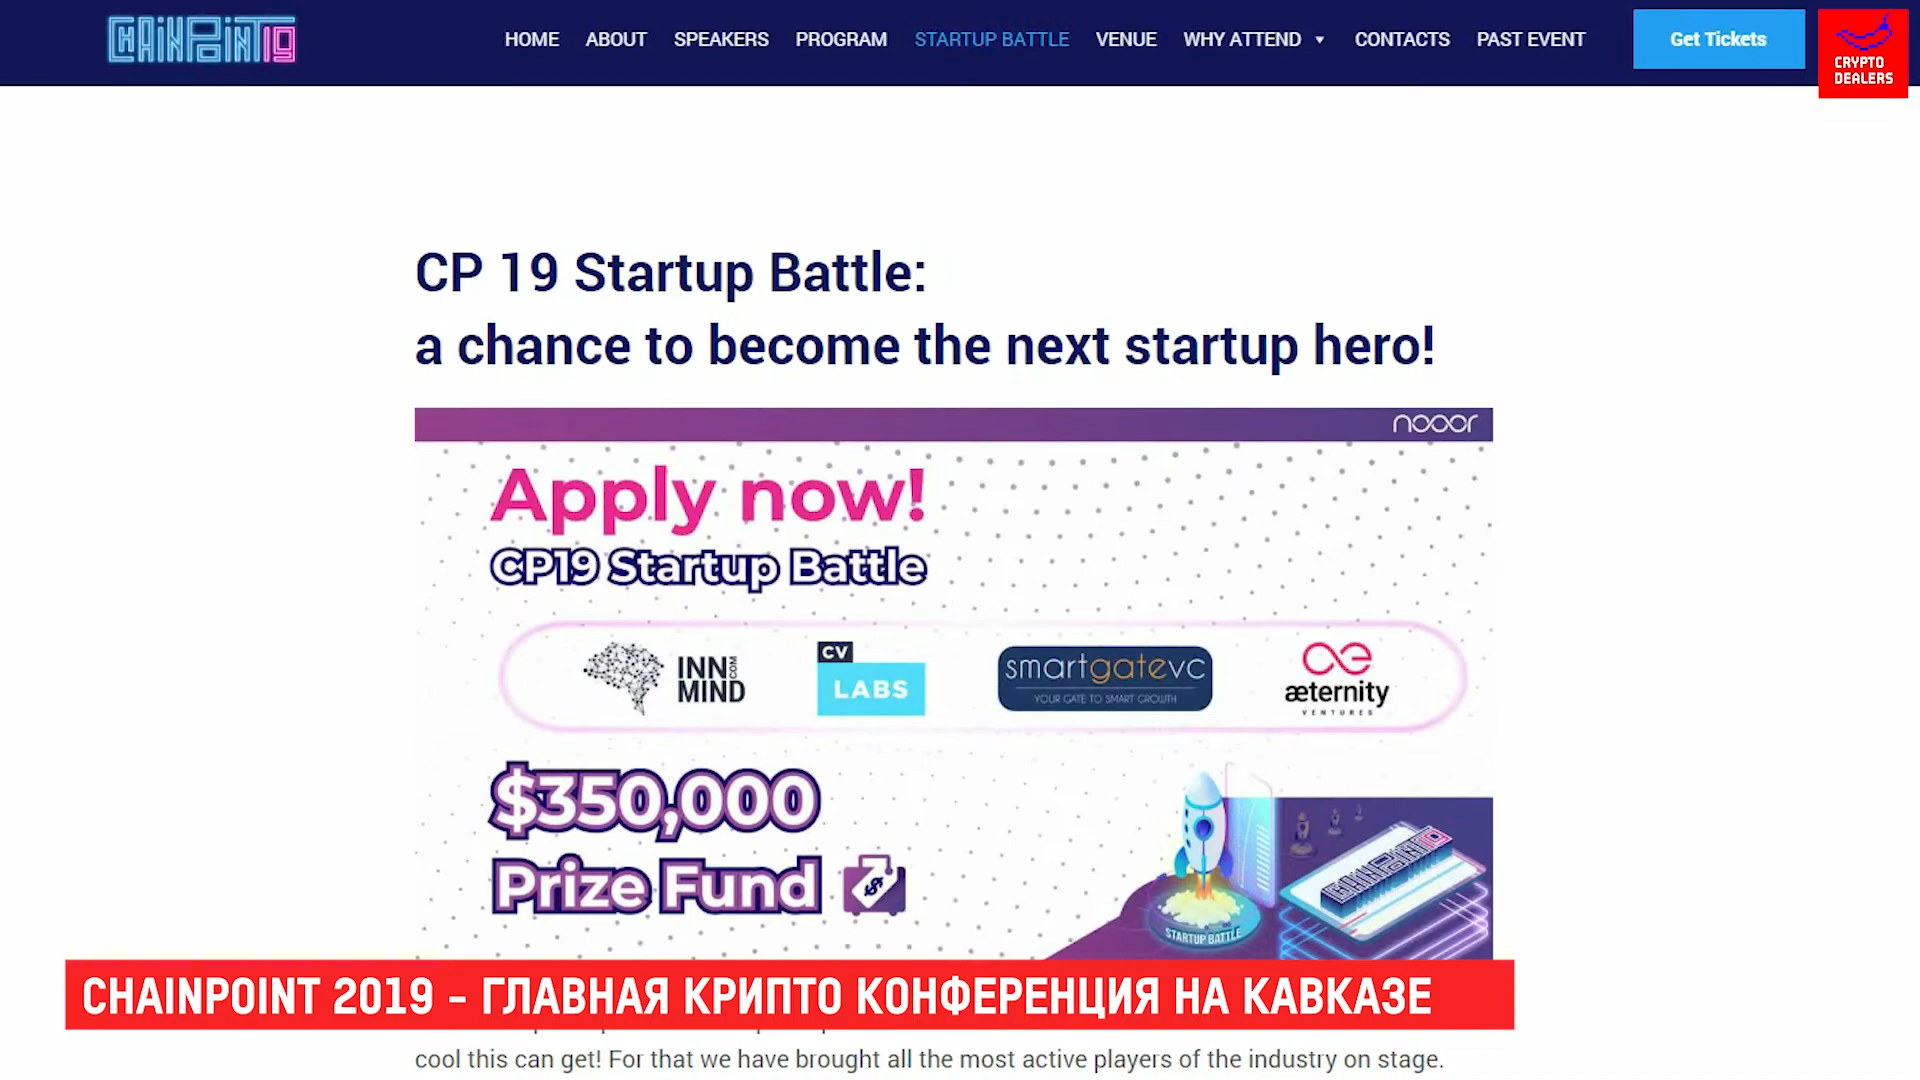 CHAINPOINT19
HOME ABOUT SPEAKERS PROGRAM STARTUP BATTLE VENUE WHY ATTEND CONTACTS PAST EVENT Get Tickets
CRYPTO
DEALERS
CP 19 Startup Battle:
a chance to become the next startup hero!
nooor
Apply now!
CP19 Startup Battle
INN
MIND
COM
CV
LABS
smartgatevc
YOUR GATE TO SMART GROWTH
æternity
VENTURES
$350,000
Prize Fund
STARTUP BATTLE
CHAINPOINT19
CHAINPOINT 2019 - ГЛАВНАЯ КРИПТО КОНФЕРЕНЦИЯ НА КАВКАЗЕ
cool this can get! For that we have brought all the most active players of the industry on stage.